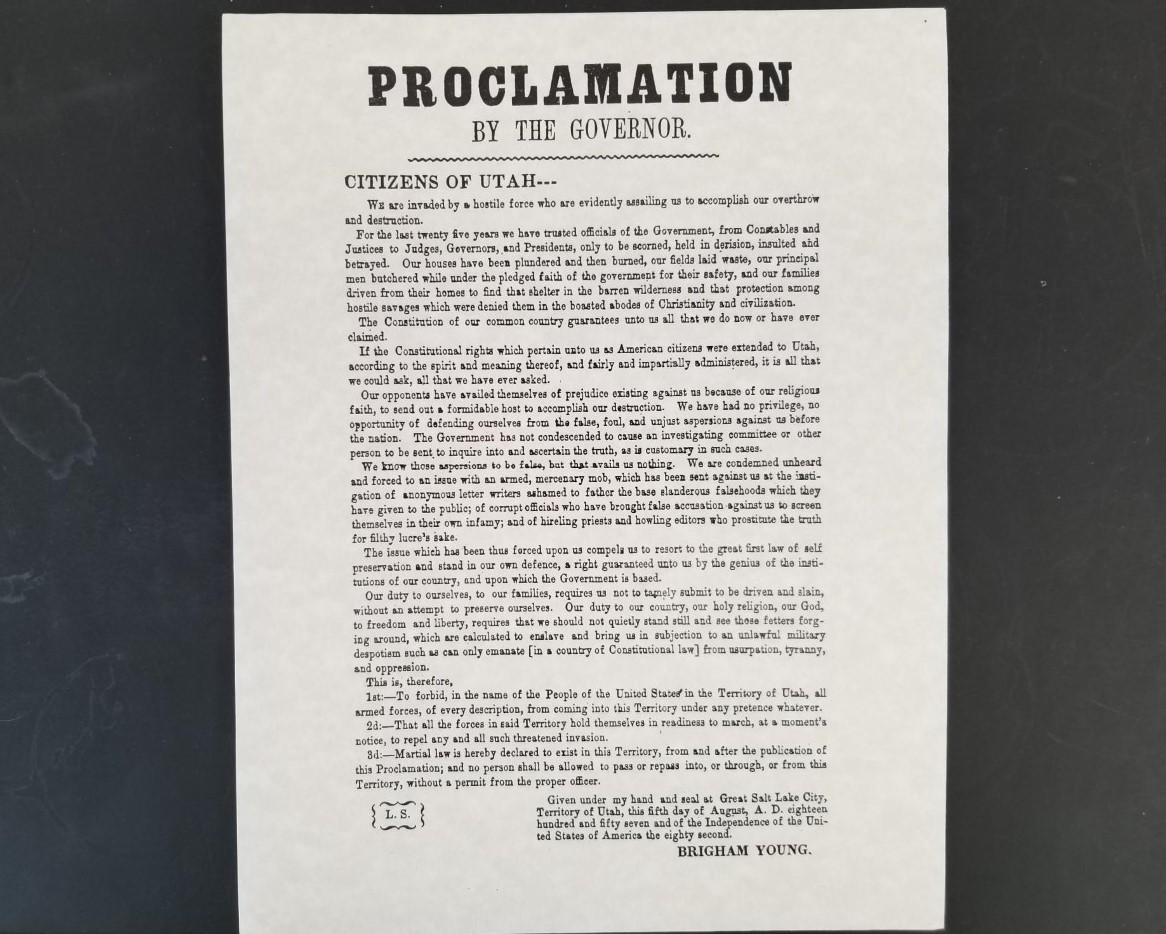 PROCLAMATION
BY THE GOVERNOR.
CITIZENS OF UTAH---
WE are invaded by a hostile force who are evidently assailing us to accomplish our overthrow
and destruction.
For the last twenty five years we have trusted officials of the Government, from Constables and
Justices to Judges, Governors, and Presidents, only to be scorned, held in derision, insulted and
betrayed. Our houses have been plundered and then burned, our fields laid waste, our principal
men butchered while under the pledged faith of the government for their safety, and our families
driven from their homes to find that shelter in the barren wilderness and that protection among
hostile savages which were denied them in the boasted abodes of Christianity and civilization.
The Constitution of our common country guarantees unto us all that we do now or have ever
claimed.
If the Constitutional rights which pertain unto us as American citizens were extended to Utah,
according to the spirit and meaning thereof, and fairly and impartially administered, it is all that
we could ask, all that we have ever asked.
Our opponents have availed themselves of prejudice existing against us because of our religious
faith, to send out a formidable host to accomplish our destruction. We have had no privilege, no
opportunity of defending ourselves from the false, foul, and unjust aspersions against us before
the nation. The Government has not condescended to cause an investigating committee or other
person to be sent to inquire into and ascertain the truth, as is customary in such cases.
We know those aspersions to be false, but that avails us nothing. We are condemned unheard
and forced to an issue with an armed, mercenary mob, which has been sent against us at the insti-
gation of anonymous letter writers ashamed to father the base slanderous falsehoods which they
have given to the public; of corrupt officials who have brought false accusation against us to screen
themselves in their own infamy; and of hireling priests and howling editors who prostitute the truth
for filthy lucre's sake.
The issue which has been thus forced upon us compels us to resort to the great first law of self
preservation and stand in our own defence, a right guaranteed unto us by the genius of the insti-
tutions of our country, and upon which the Government is based.
Our duty to ourselves, to our families, requires us not to tamely submit to be driven and slain,
without an attempt to preserve ourselves. Our duty to our country, our holy religion, our God,
to freedom and liberty, requires that we should not quietly stand still and see those fetters forg-
ing around, which are calculated to enslave and bring us in subjection to an unlawful military
despotism such as can only emanate [in a country of Constitutional law] from usurpation, tyranny,
and oppression.
This is, therefore,
1st:—To forbid, in the name of the People of the United States in the Territory of Utah, all
armed forces, of every description, from coming into this Territory under any pretence whatever.
2d:—That all the forces in said Territory hold themselves in readiness to march, at a moment's
notice, to repel any and all such threatened invasion.
3d:—Martial law is hereby declared to exist in this Territory, from and after the publication of
this Proclamation; and no person shall be allowed to pass or repass into, or through, or from this
Territory, without a permit from the proper officer.
L. S.
Given under my hand and seal at Great Salt Lake City,
Territory of Utah, this fifth day of August, A. D. eighteen
hundred and fifty seven and of the Independence of the Uni-
ted States of America the eighty second.
BRIGHAM YOUNG.